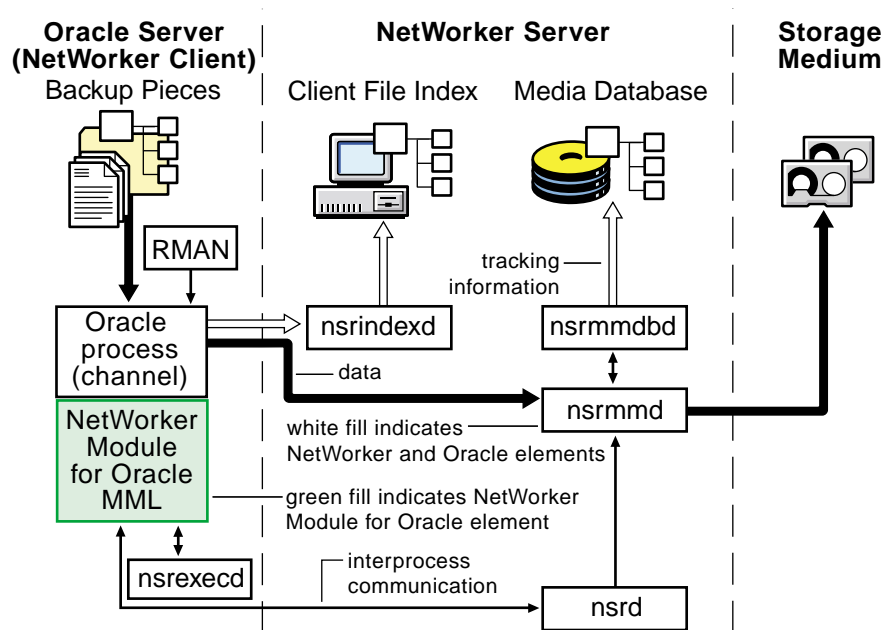 Oracle Server
(NetWorker Client)
NetWorker Server
Storage
Medium
Backup Pieces
Client File Index
Media Database
RMAN
tracking
information
Oracle
process
(channel)
nsrindexd
nsrmmdbd
data
nsrmmd
NetWorker
Module
for Oracle
MML
white fill indicates
NetWorker and Oracle elements
green fill indicates NetWorker
Module for Oracle element
nsrexecd
interprocess
communication
nsrd